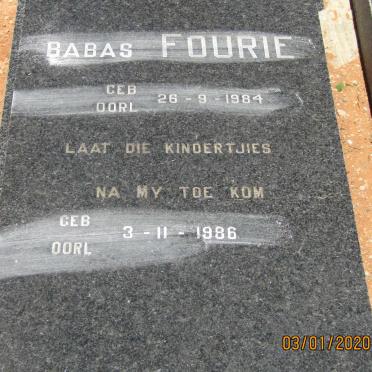 BABAS FOURIE
GEB
OORL 26-9-1984
LAAT DIE KINDERTJIES
NA MY TOE KOM
GEB
OORL 3-11-1986
03/01/2020